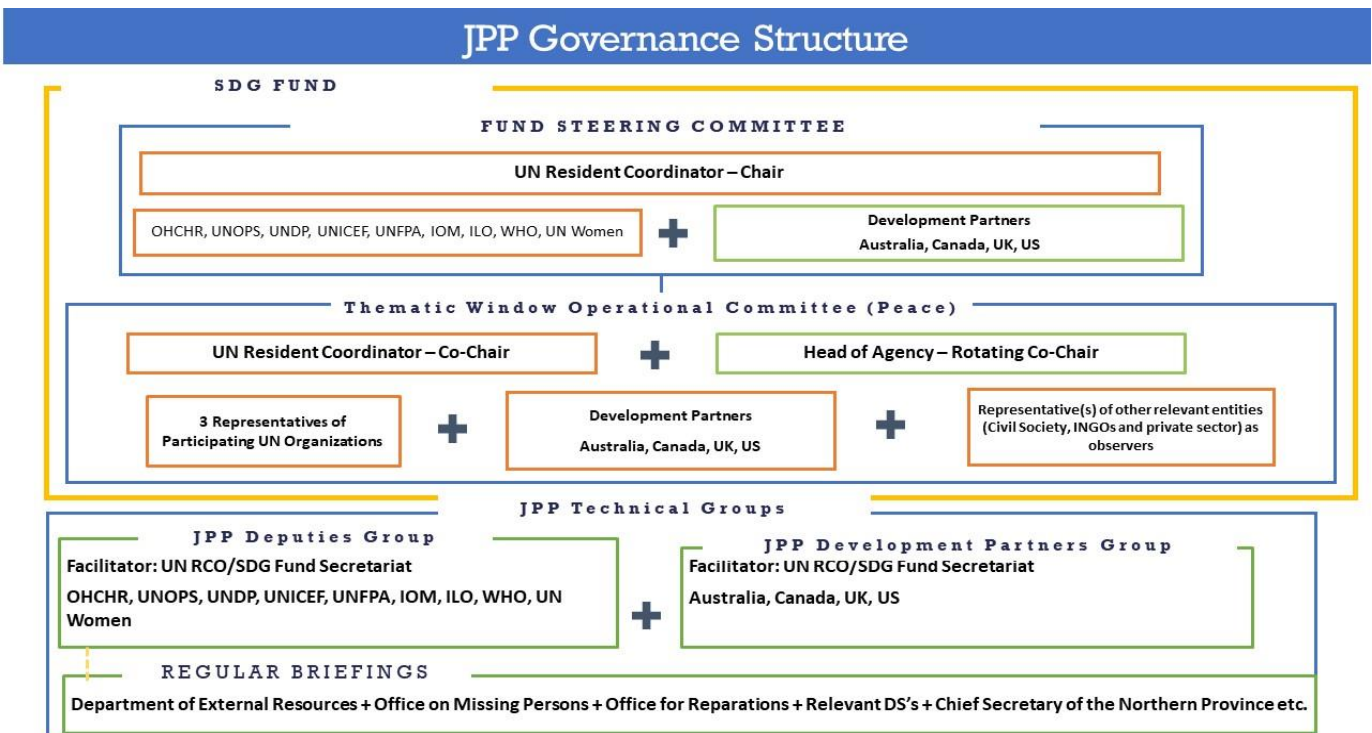 JPP Governance Structure
SDG FUND
FUND STEERING COMMITTEE
UN Resident Coordinator – Chair
OHCHR, UNOPS, UNDP, UNICEF, UNFPA, IOM, ILO, WHO, UN Women
+
Development Partners
Australia, Canada, UK, US
Thematic Window Operational Committee (Peace)
UN Resident Coordinator – Co-Chair
+
Head of Agency – Rotating Co-Chair
3 Representatives of
Participating UN Organizations
+
Development Partners
Australia, Canada, UK, US
+
Representative(s) of other relevant entities
(Civil Society, INGOs and private sector) as
observers
JPP Technical Groups
JPP Deputies Group
Facilitator: UN RCO/SDG Fund Secretariat
OHCHR, UNOPS, UNDP, UNICEF, UNFPA, IOM, ILO, WHO, UN
Women
+
JPP Development Partners Group
Facilitator: UN RCO/SDG Fund Secretariat
Australia, Canada, UK, US
REGULAR BRIEFINGS
Department of External Resources + Office on Missing Persons + Office for Reparations + Relevant DS's + Chief Secretary of the Northern Province etc.